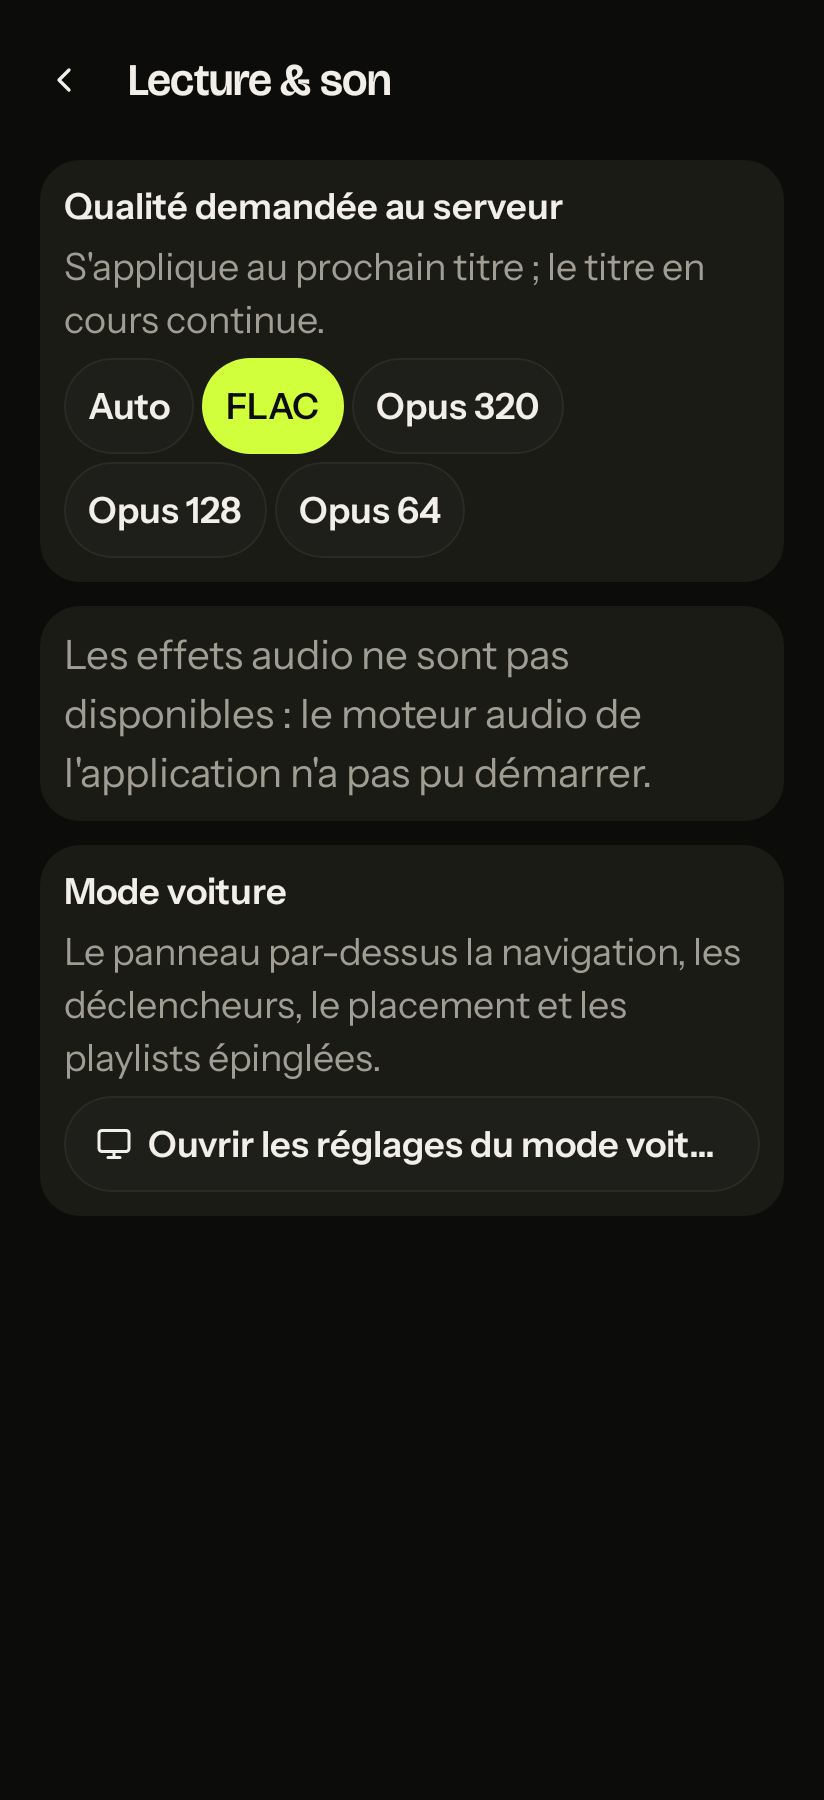 Lecture & son
Qualité demandée au serveur
S'applique au prochain titre ; le titre en
cours continue.
Auto
FLAC
Opus 320
Opus 128
Opus 64
Les effets audio ne sont pas
disponibles : le moteur audio de
l'application n'a pas pu démarrer.
Mode voiture
Le panneau par-dessus la navigation, les
déclencheurs, le placement et les
playlists épinglées.
Ouvrir les réglages du mode voit...